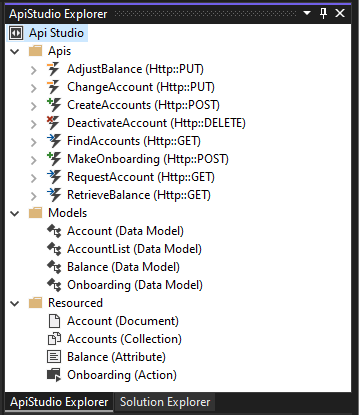 ApiStudio Explorer
Api Studio
Apis
AdjustBalance (Http::PUT)
ChangeAccount (Http::PUT)
CreateAccounts (Http::POST)
DeactivateAccount (Http::DELETE)
FindAccounts (Http::GET)
MakeOnboarding (Http::POST)
RequestAccount (Http::GET)
RetrieveBalance (Http::GET)
Models
Account (Data Model)
AccountList (Data Model)
Balance (Data Model)
Onboarding (Data Model)
Resourced
Account (Document)
Accounts (Collection)
Balance (Attribute)
Onboarding (Action)
ApiStudio Explorer Solution Explorer